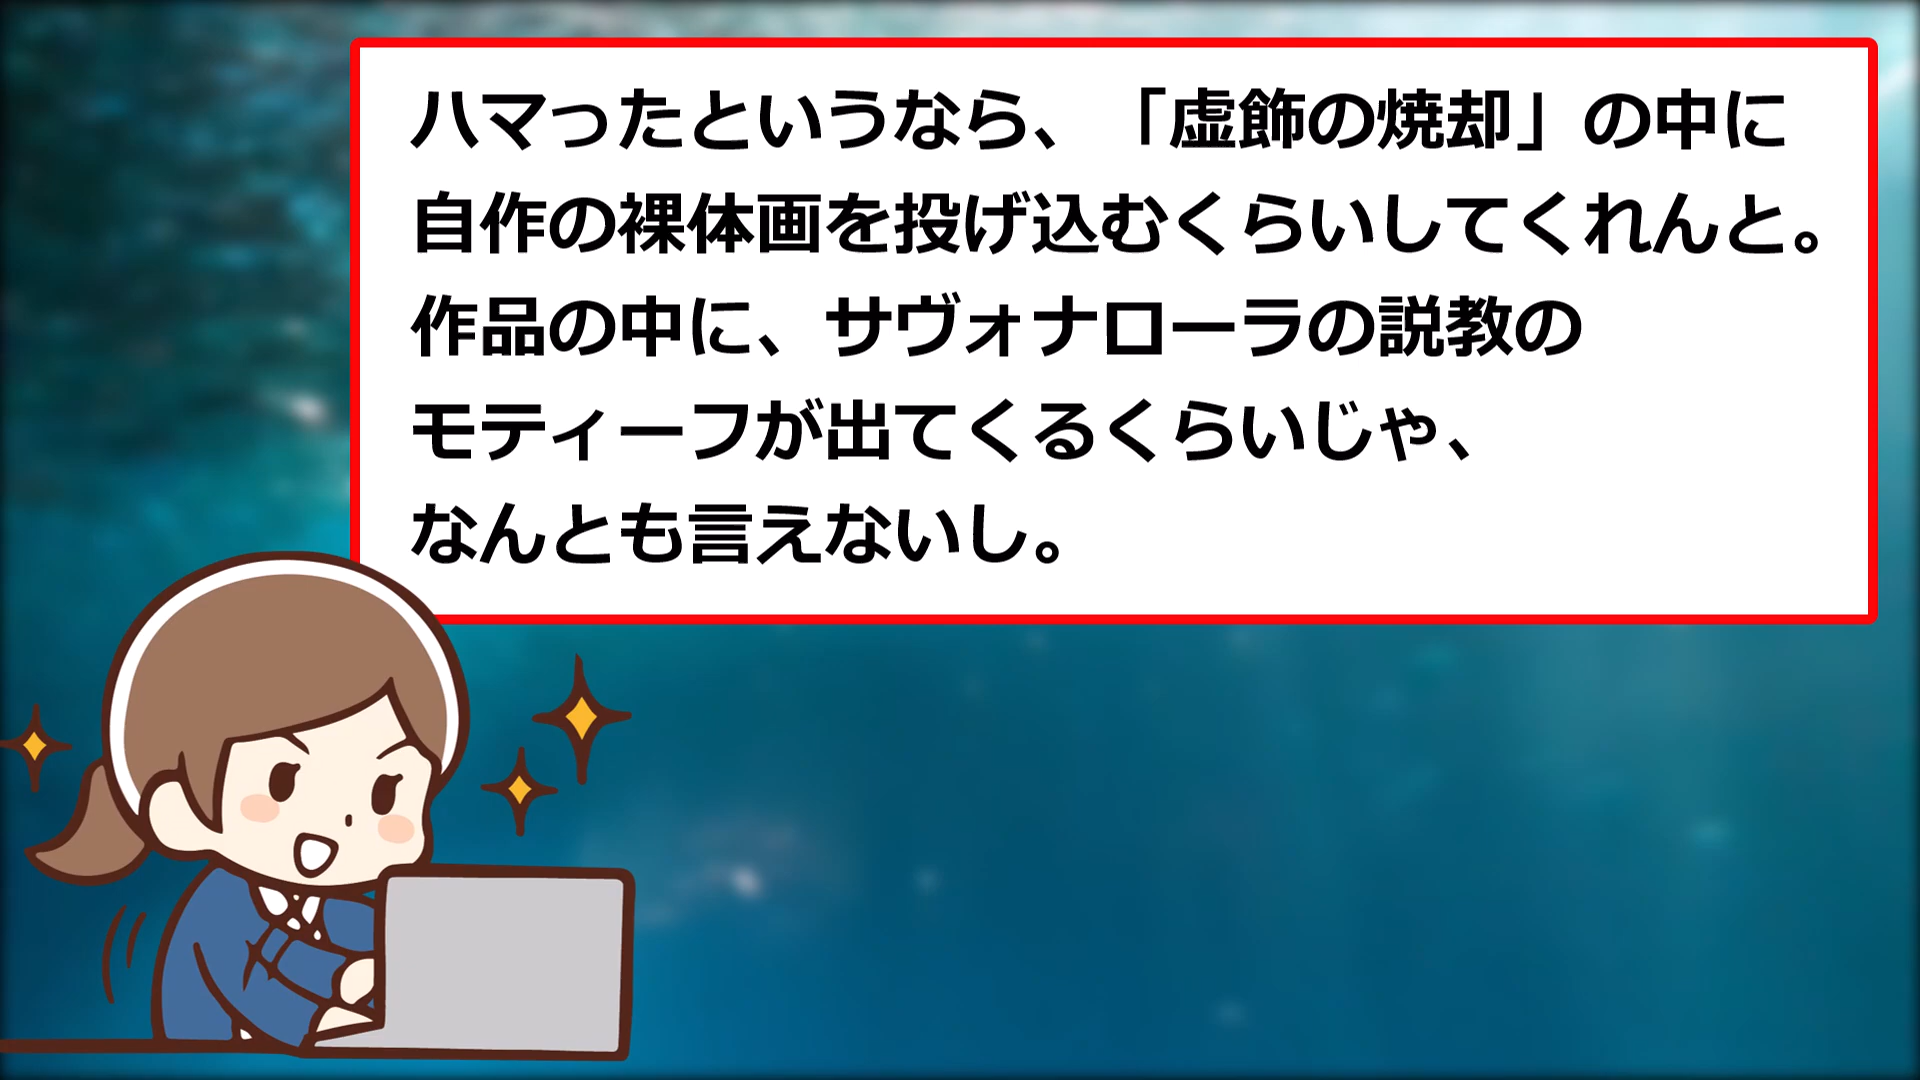 ハマったというなら、「虚飾の焼却」の中に
自作の裸体画を投げ込むくらいしてくれんと。
作品の中に、サヴォナローラの説教の
モティーフが出てくるくらいじゃ、
なんとも言えないし。